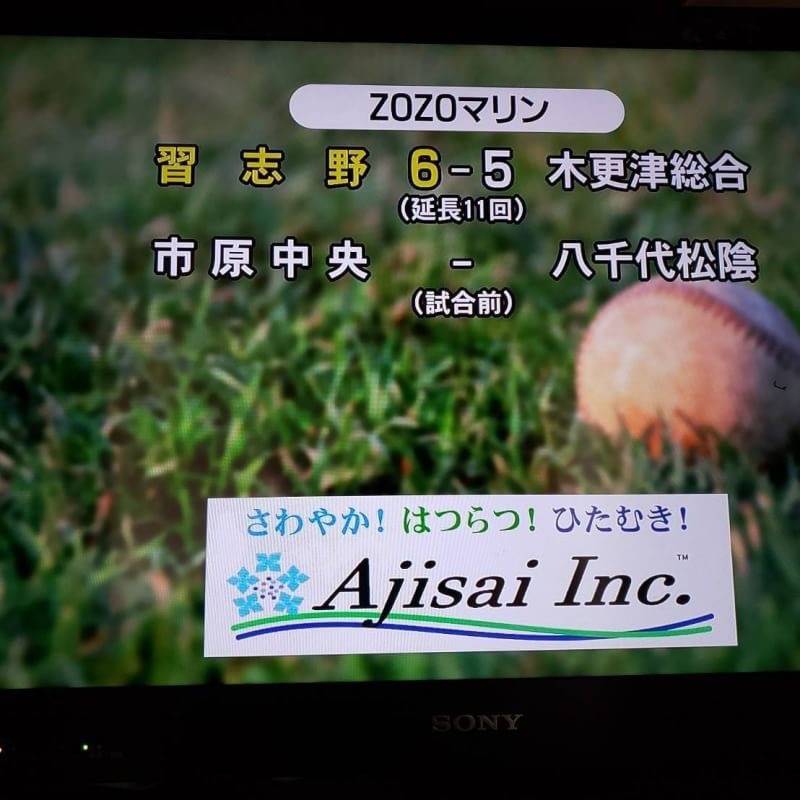 ZOZOマリン
習志野 6-5 木更津総合
(延長11回)
市原中央 - 八千代松陰
(試合前)
さわやか! はつらつ! ひたむき!
Ajisai Inc.™
SONY